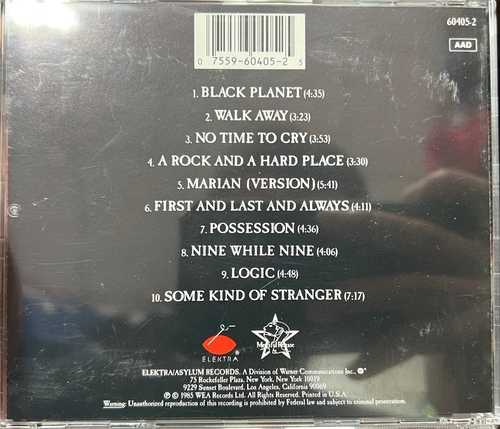 60405-2
AAD
0 7559-60405-2 5
1. BLACK PLANET (4:35)
2. WALK AWAY (3:23)
3. NO TIME TO CRY (3:53)
4. A ROCK AND A HARD PLACE (3:30)
5. MARIAN (VERSION) (5:41)
6. FIRST AND LAST AND ALWAYS (4:11)
7. POSSESSION (4:36)
8. NINE WHILE NINE (4:06)
9. LOGIC (4:48)
10. SOME KIND OF STRANGER (7:17)
ELEKTRA
Merciful Release
ELEKTRA/ASYLUM RECORDS, A Division of Warner Communications Inc.,
75 Rockefeller Plaza, New York, New York 10019
9229 Sunset Boulevard, Los Angeles, California 90069
℗ © 1985 WEA Records Ltd. All Rights Reserved. Printed in U.S.A.
Warning: Unauthorized reproduction of this recording is prohibited by Federal law and subject to criminal prosecution.